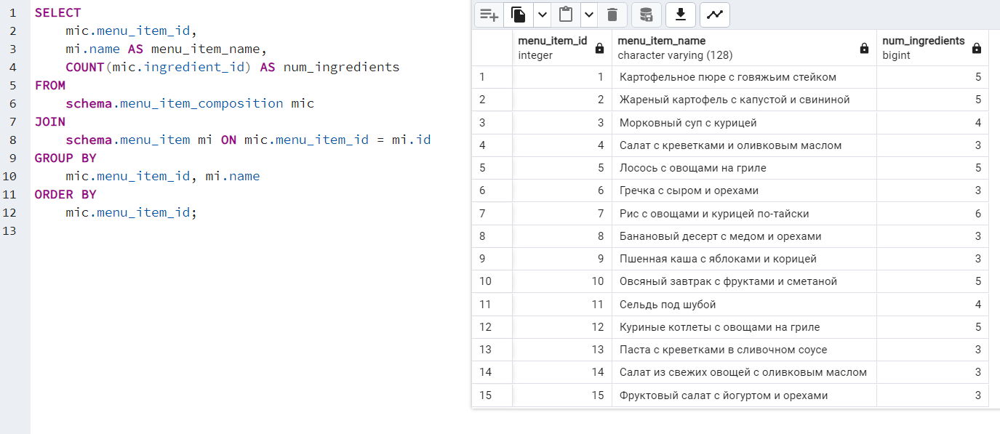 1 SELECT
2 mic.menu_item_id,
3 mi.name AS menu_item_name,
4 COUNT(mic.ingredient_id) AS num_ingredients
5 FROM
6 schema.menu_item_composition mic
7 JOIN
8 schema.menu_item mi ON mic.menu_item_id = mi.id
9 GROUP BY
10 mic.menu_item_id, mi.name
11 ORDER BY
12 mic.menu_item_id;
13
menu_item_id menu_item_name num_ingredients
integer character varying (128) bigint
1 1 Картофельное пюре с говяжьим стейком 5
2 2 Жареный картофель с капустой и свининой 5
3 3 Морковный суп с курицей 4
4 4 Салат с креветками и оливковым маслом 3
5 5 Лосось с овощами на гриле 5
6 6 Гречка с сыром и орехами 3
7 7 Рис с овощами и курицей по-тайски 6
8 8 Банановый десерт с медом и орехами 3
9 9 Пшенная каша с яблоками и корицей 3
10 10 Овсяный завтрак с фруктами и сметаной 5
11 11 Сельдь под шубой 4
12 12 Куриные котлеты с овощами на гриле 5
13 13 Паста с креветками в сливочном соусе 3
14 14 Салат из свежих овощей с оливковым маслом 3
15 15 Фруктовый салат с йогуртом и орехами 3